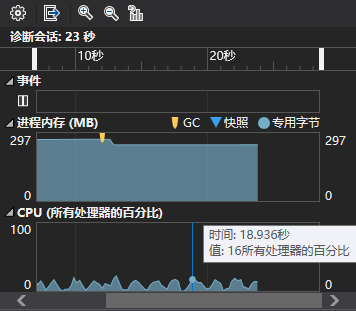 诊断会话: 23 秒
10秒 20秒
事件
进程内存 (MB) GC 快照 专用字节
297 297
0 0
CPU (所有处理器的百分比)
100
时间: 18.936秒
值: 16所有处理器的百分比
0 0